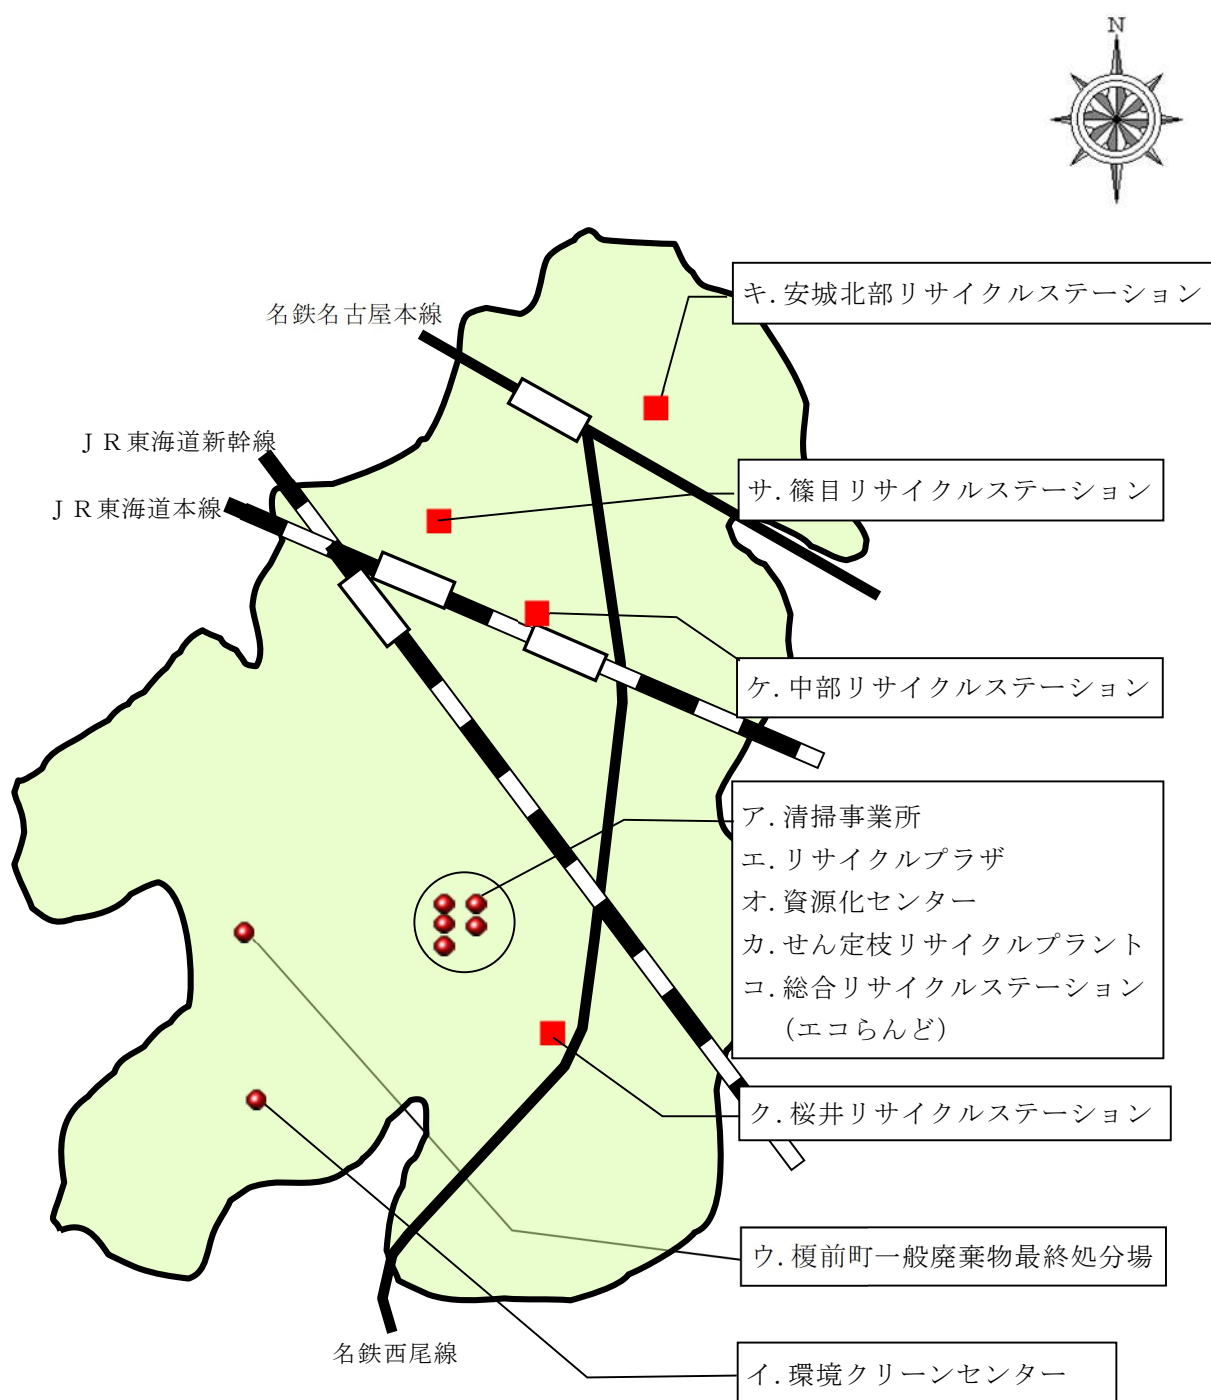 N
キ.安城北部リサイクルステーション
名鉄名古屋本線
ＪＲ東海道新幹線
サ.篠目リサイクルステーション
ＪＲ東海道本線
ケ.中部リサイクルステーション
ア.清掃事業所
エ.リサイクルプラザ
オ.資源化センター
カ.せん定枝リサイクルプラント
コ.総合リサイクルステーション
(エコらんど)
ク.桜井リサイクルステーション
ウ.榎前町一般廃棄物最終処分場
名鉄西尾線
イ.環境クリーンセンター